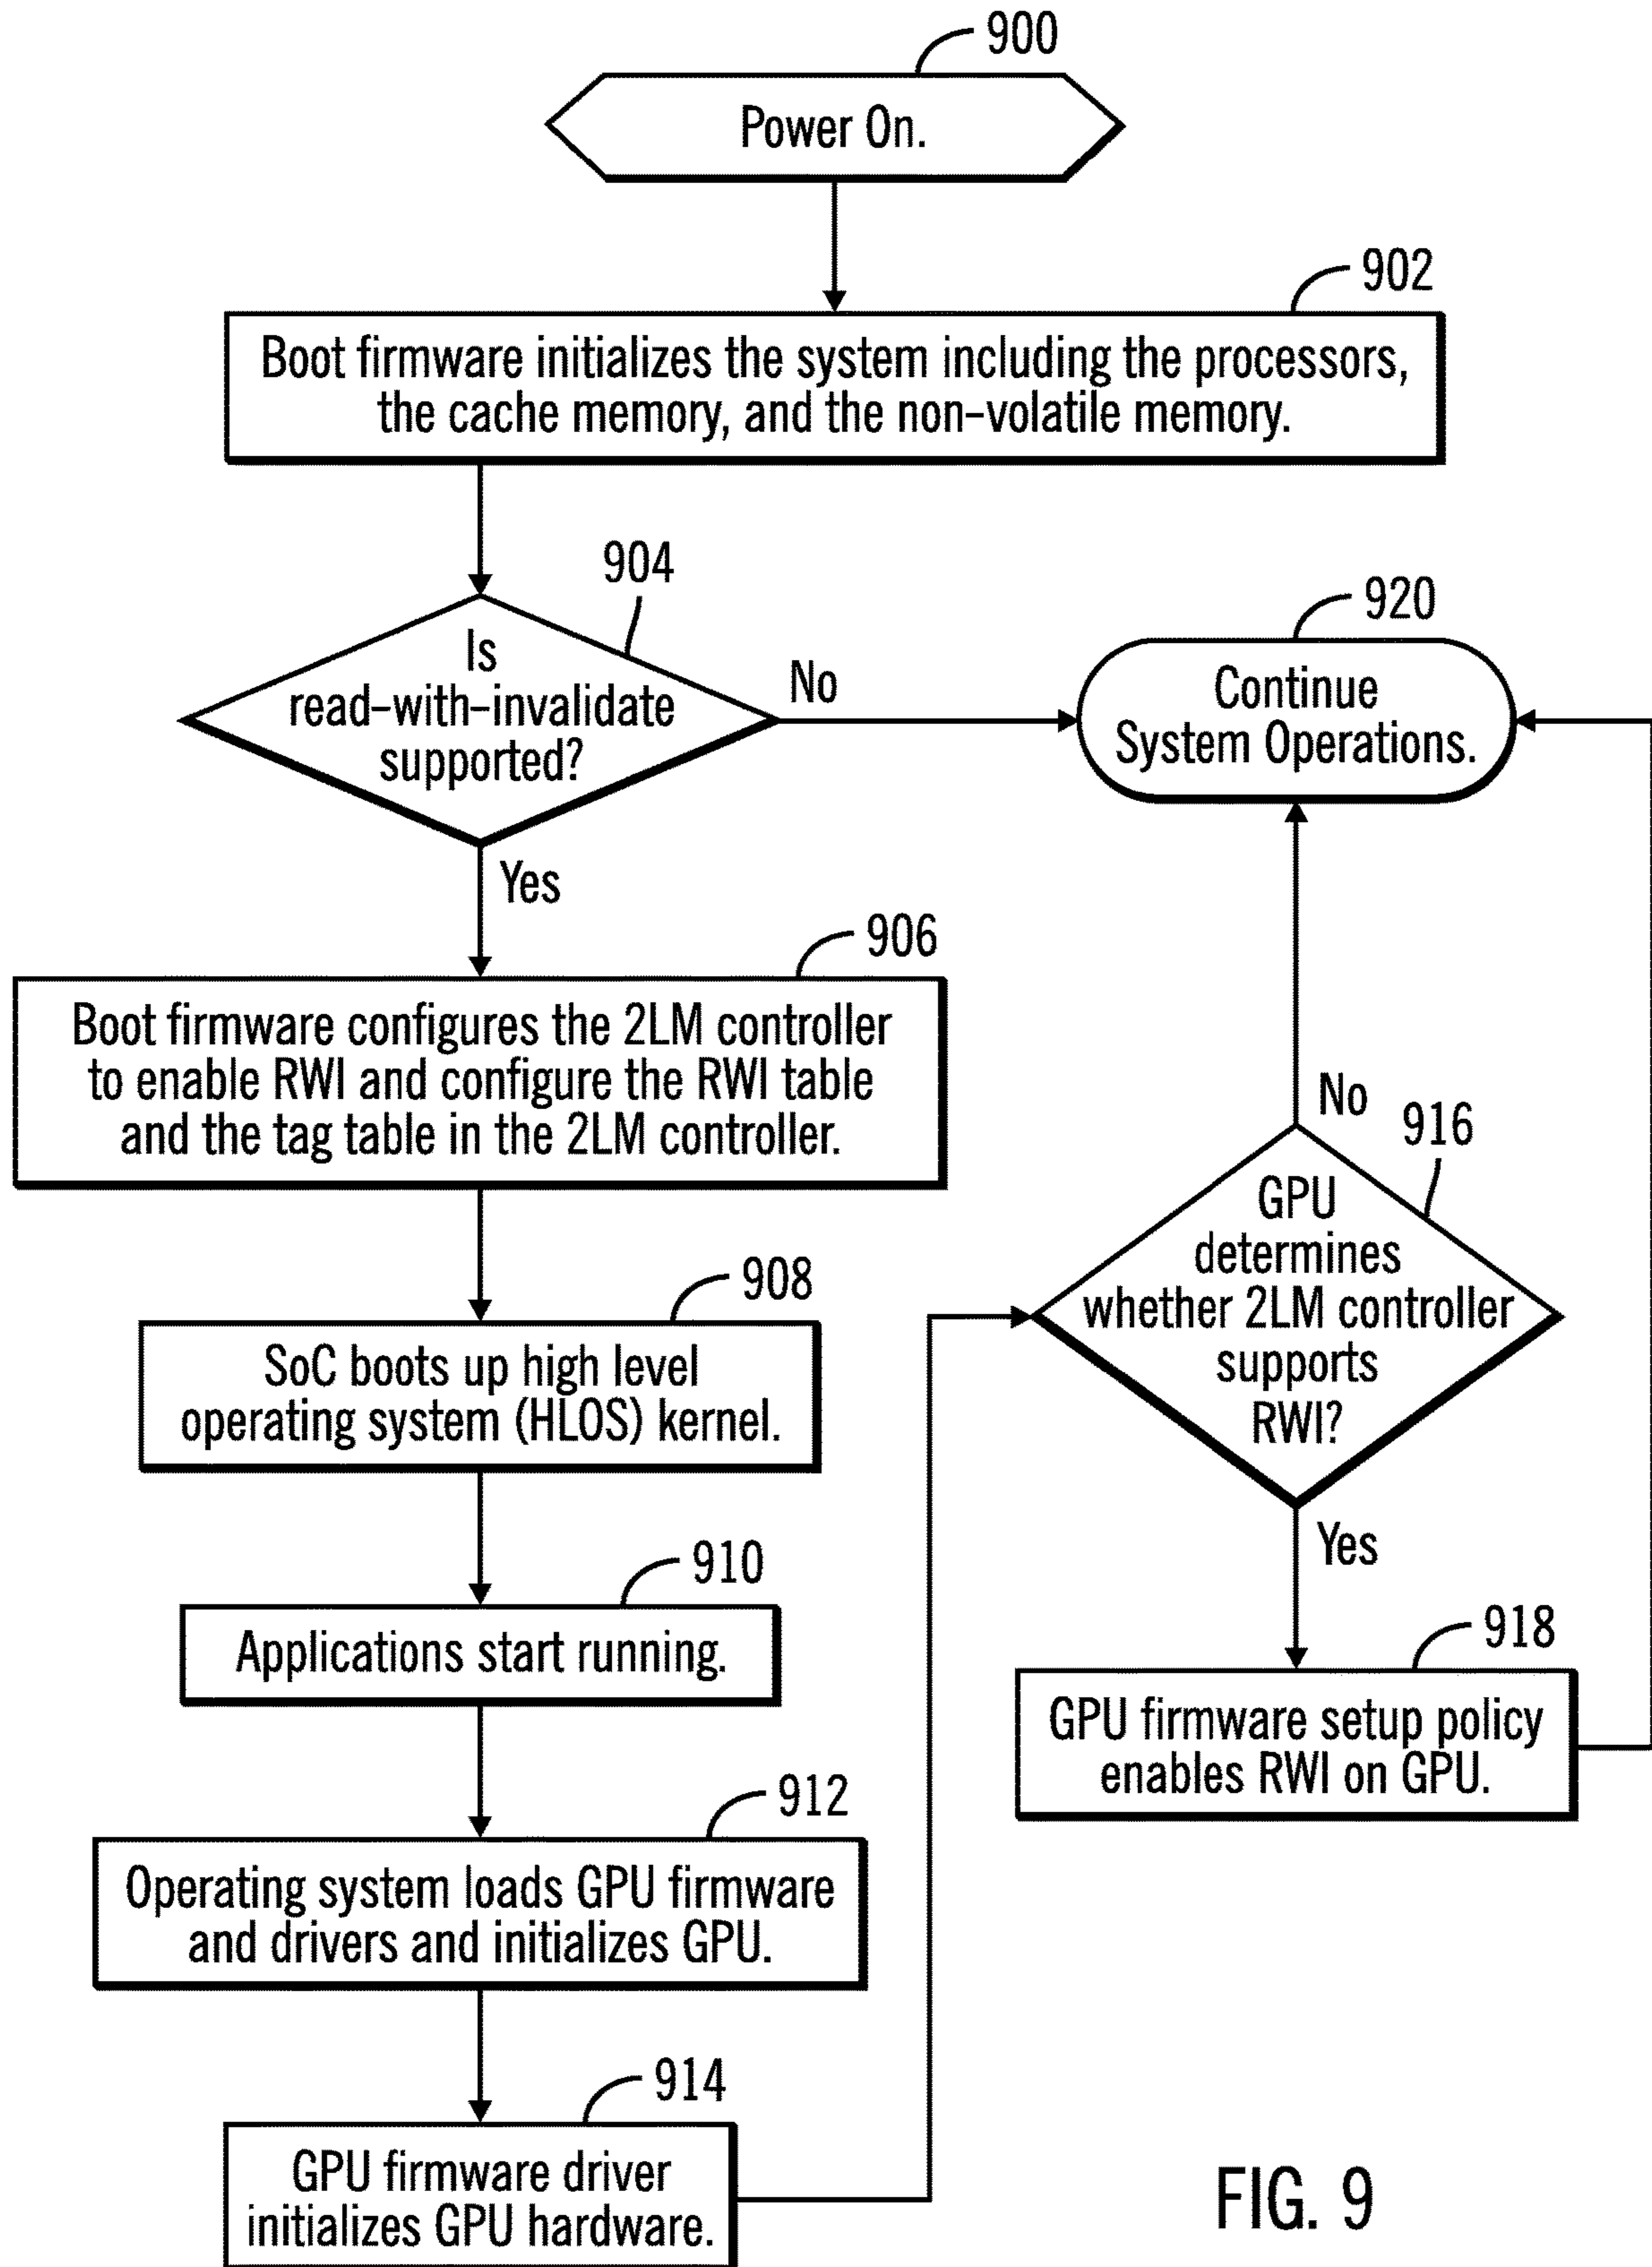 900
Power On.
902
Boot firmware initializes the system including the processors,
the cache memory, and the non-volatile memory.
904
Is
read-with-invalidate
supported?
No
920
Continue
System Operations.
Yes
906
Boot firmware configures the 2LM controller
to enable RWI and configure the RWI table
and the tag table in the 2LM controller.
908
SoC boots up high level
operating system (HLOS) kernel.
910
Applications start running.
912
Operating system loads GPU firmware
and drivers and initializes GPU.
914
GPU firmware driver
initializes GPU hardware.
No
916
GPU
determines
whether 2LM controller
supports
RWI?
Yes
918
GPU firmware setup policy
enables RWI on GPU.
FIG. 9